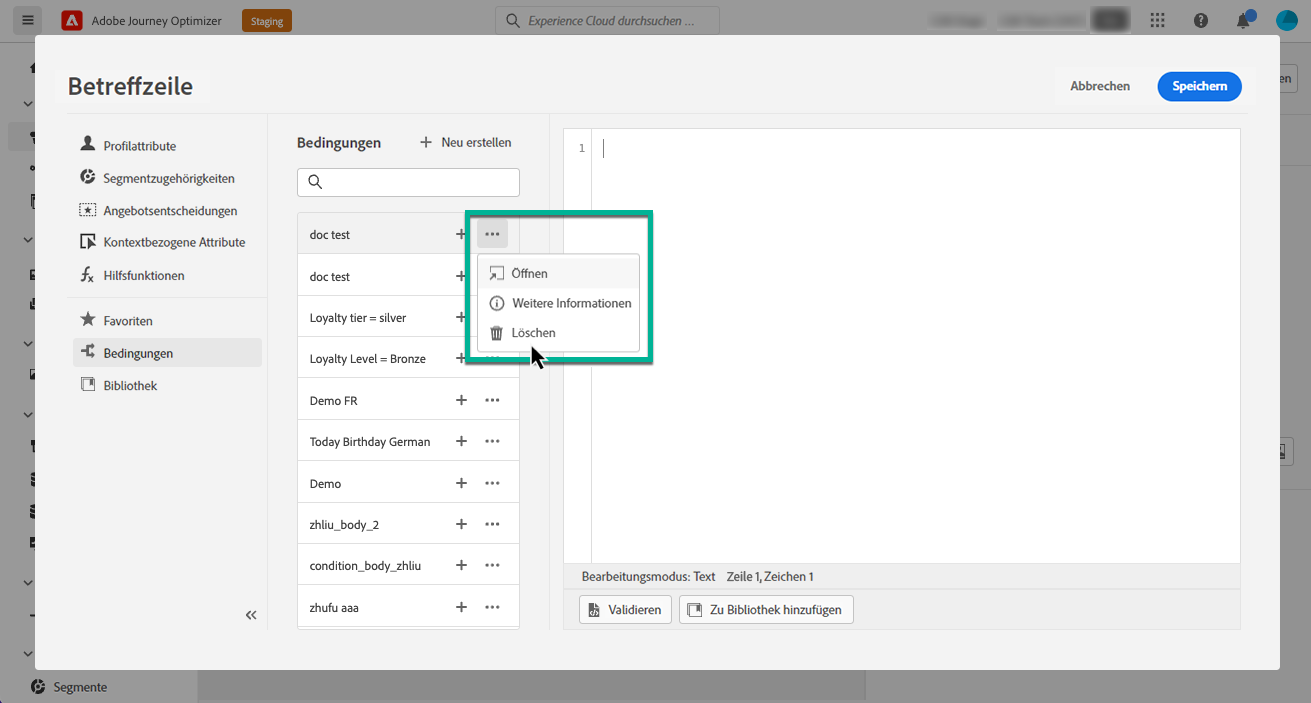 Adobe Journey Optimizer
Staging
Experience Cloud durchsuchen ...
Betreffzeile
Abbrechen
Speichern
en
Profilattribute
Segmentzugehörigkeiten
Angebotsentscheidungen
Kontextbezogene Attribute
Hilfsfunktionen
Favoriten
Bedingungen
Bibliothek
Bedingungen
Neu erstellen
doc test
doc test
Loyalty tier = silver
Loyalty Level = Bronze
Demo FR
Today Birthday German
Demo
zhliu_body_2
condition_body_zhliu
zhufu aaa
Öffnen
Weitere Informationen
Löschen
1
Bearbeitungsmodus: Text Zeile 1, Zeichen 1
Validieren
Zu Bibliothek hinzufügen
Segmente